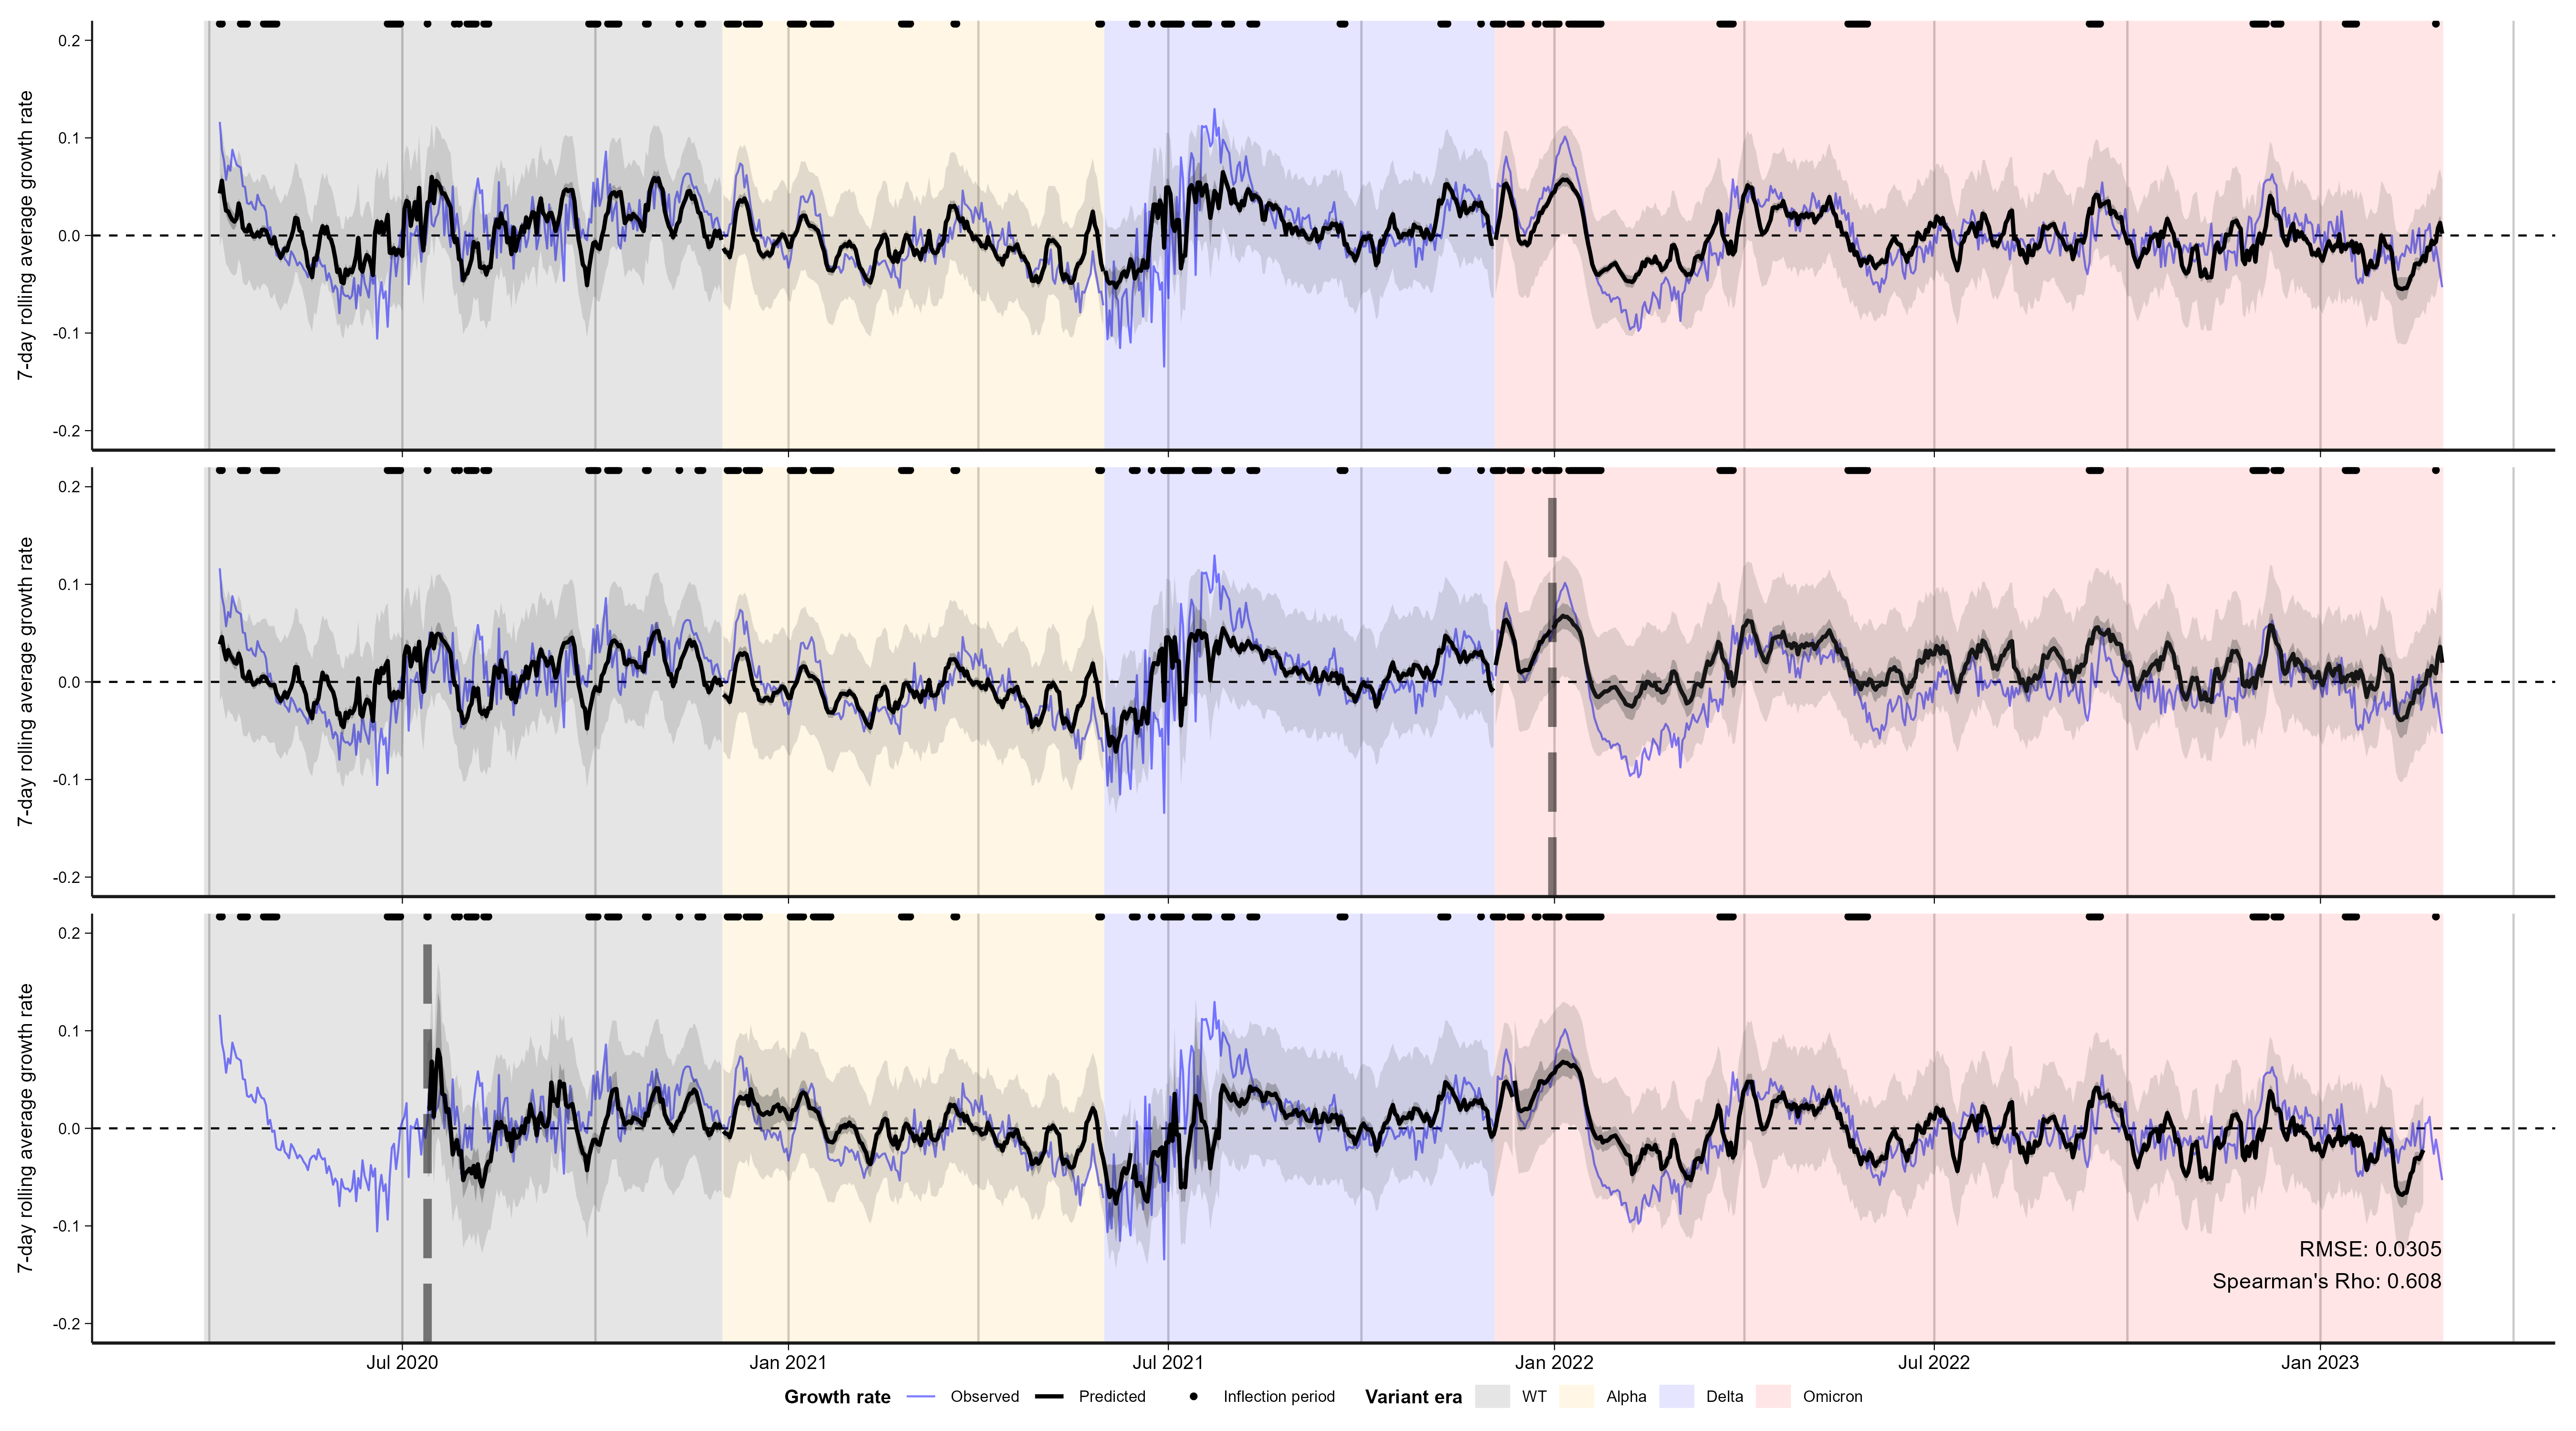 7-day rolling average growth rate
0.2
0.1
0.0
-0.1
-0.2
7-day rolling average growth rate
0.2
0.1
0.0
-0.1
-0.2
7-day rolling average growth rate
0.2
0.1
0.0
-0.1
-0.2
RMSE: 0.0305
Spearman's Rho: 0.608
Jul 2020 Jan 2021 Jul 2021 Jan 2022 Jul 2022 Jan 2023
Growth rate Observed Predicted Inflection period Variant era WT Alpha Delta Omicron